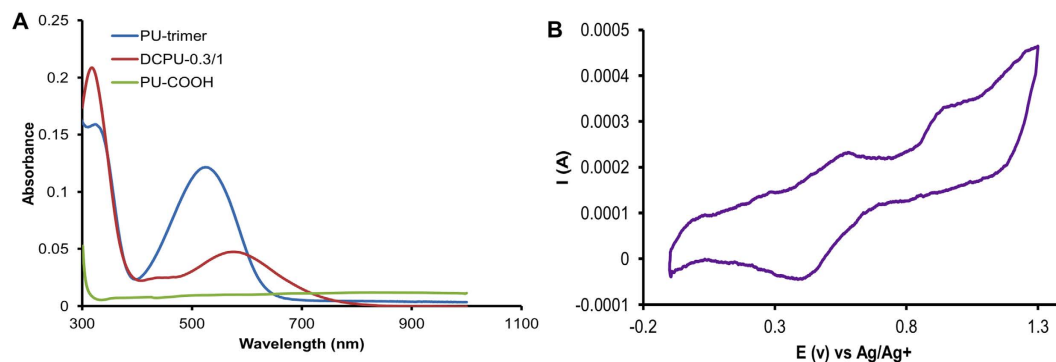 A
Absorbance
0.25
0.2
0.15
0.1
0.05
0
300 500 700 900 1100
Wavelength (nm)
PU-trimer
DCPU-0.3/1
PU-COOH
B
I (A)
0.0005
0.0004
0.0003
0.0002
0.0001
0
-0.0001
-0.2 0.3 0.8 1.3
E (v) vs Ag/Ag+